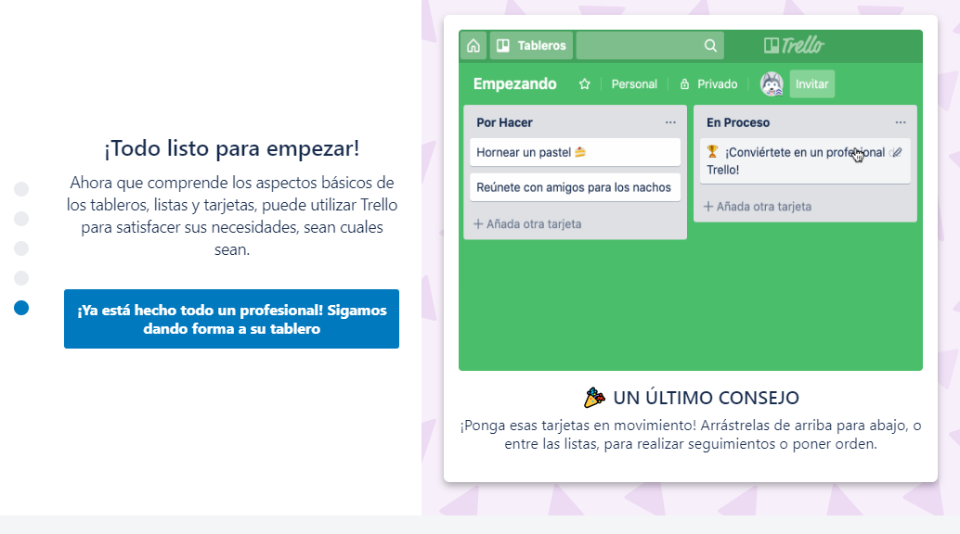 ¡Todo listo para empezar!
Ahora que comprende los aspectos básicos de
los tableros, listas y tarjetas, puede utilizar Trello
para satisfacer sus necesidades, sean cuales
sean.
¡Ya está hecho todo un profesional! Sigamos
dando forma a su tablero
Tableros
Trello
Empezando
Personal
Privado
Invitar
Por Hacer
Hornear un pastel
Reúnete con amigos para los nachos
+ Añada otra tarjeta
En Proceso
¡Conviértete en un profesional
Trello!
+ Añada otra tarjeta
UN ÚLTIMO CONSEJO
¡Ponga esas tarjetas en movimiento! Arrástrelas de arriba para abajo, o
entre las listas, para realizar seguimientos o poner orden.